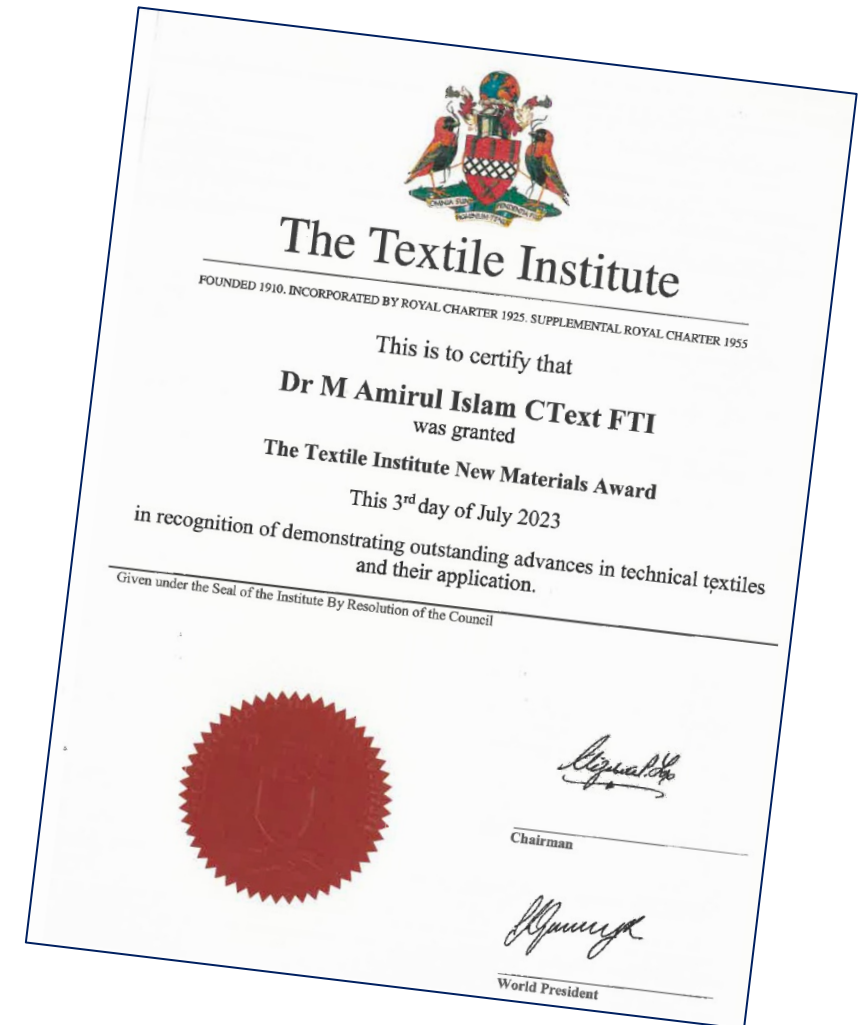 The Textile Institute
FOUNDED 1910. INCORPORATED BY ROYAL CHARTER 1925. SUPPLEMENTAL ROYAL CHARTER 1955
This is to certify that
Dr M Amirul Islam CText FTI
was granted
The Textile Institute New Materials Award
This 3rd day of July 2023
in recognition of demonstrating outstanding advances in technical textiles
and their application.
Given under the Seal of the Institute By Resolution of the Council
Chairman
World President